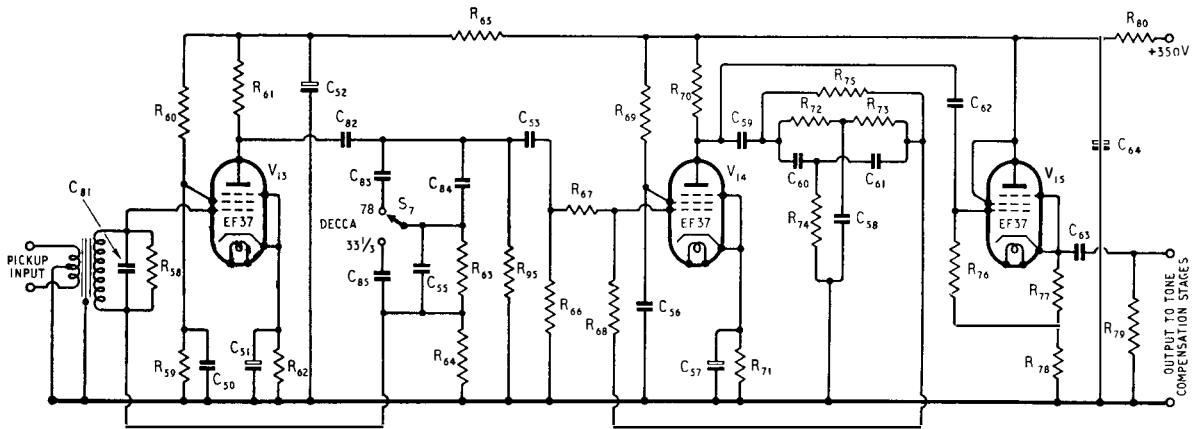 R65
R80
+350V
R60
R61
C52
R69
R70
R75
R72
R73
C62
C82
C53
C59
C60
C61
C64
V13
V14
V15
C81
C83
C84
S7
78
DECCA
33 1/3
R67
R74
C58
EF37
EF37
EF37
PICKUP
INPUT
R58
C85
C55
R63
R95
R66
R68
C56
R76
C63
R77
R79
R59
C50
C51
R62
R64
C57
R71
R78
OUTPUT TO TONE
COMPENSATION STAGES